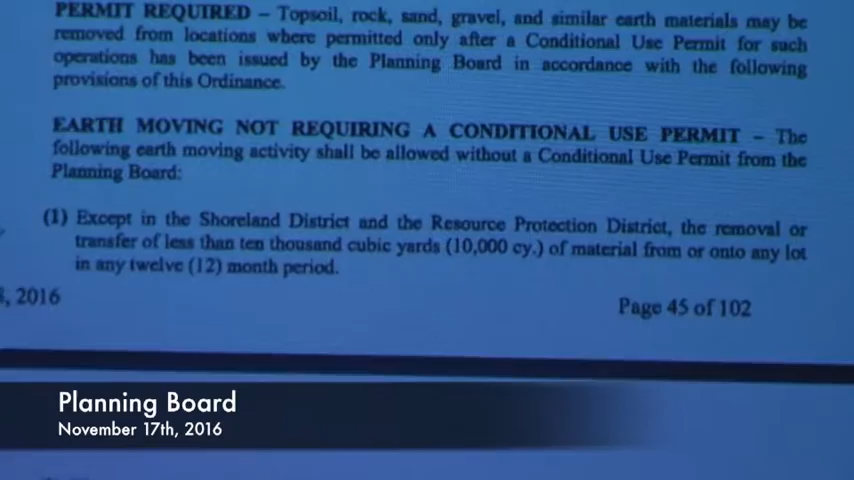 PERMIT REQUIRED – Topsoil, rock, sand, gravel, and similar earth materials may be
removed from locations where permitted only after a Conditional Use Permit for such
operations has been issued by the Planning Board in accordance with the following
provisions of this Ordinance.
EARTH MOVING NOT REQUIRING A CONDITIONAL USE PERMIT – The
following earth moving activity shall be allowed without a Conditional Use Permit from the
Planning Board:
(1) Except in the Shoreland District and the Resource Protection District, the removal or
transfer of less than ten thousand cubic yards (10,000 cy.) of material from or onto any lot
in any twelve (12) month period.
, 2016
Page 45 of 102
Planning Board
November 17th, 2016